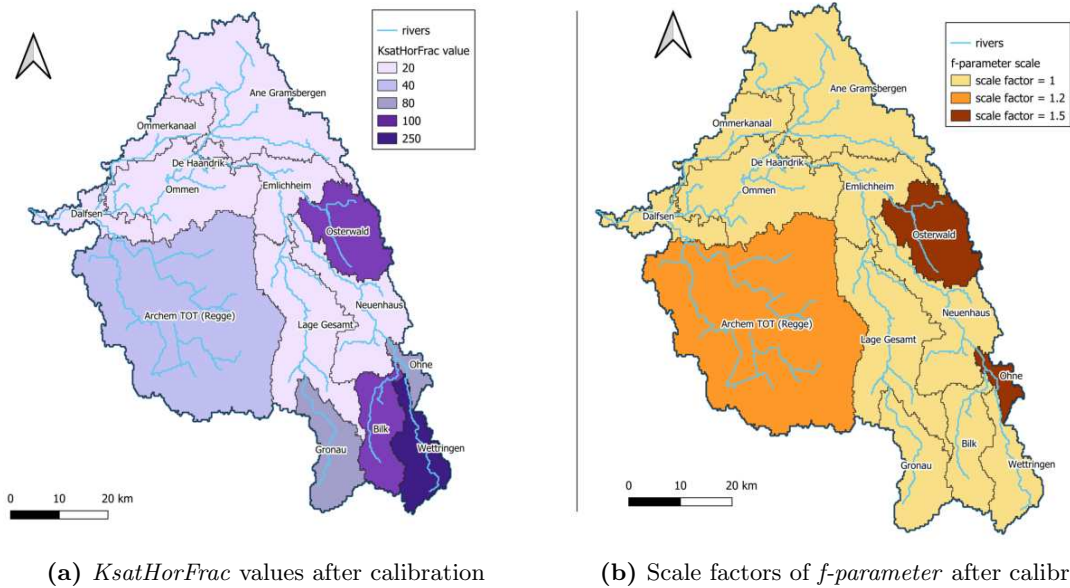 rivers
KsatHorFrac value
20
40
80
100
250
Ane Gramsbergen
Ommerkanaal
De Haandrik
Emlichheim
Ommen
Dalfsen
Osterwald
Neuenhaus
Archem TOT (Regge)
Lage Gesamt
Ohne
Bilk
Gronau
Wettringen
0 10 20 km
(a) KsatHorFrac values after calibration
rivers
f-parameter scale
scale factor = 1
scale factor = 1.2
scale factor = 1.5
Ane Gramsbergen
Ommerkanaal
De Haandrik
Emlichheim
Ommen
Dalfsen
Osterwald
Neuenhaus
Archem TOT (Regge)
Lage Gesamt
Ohne
Bilk
Gronau
Wettringen
0 10 20 km
(b) Scale factors of f-parameter after calibr